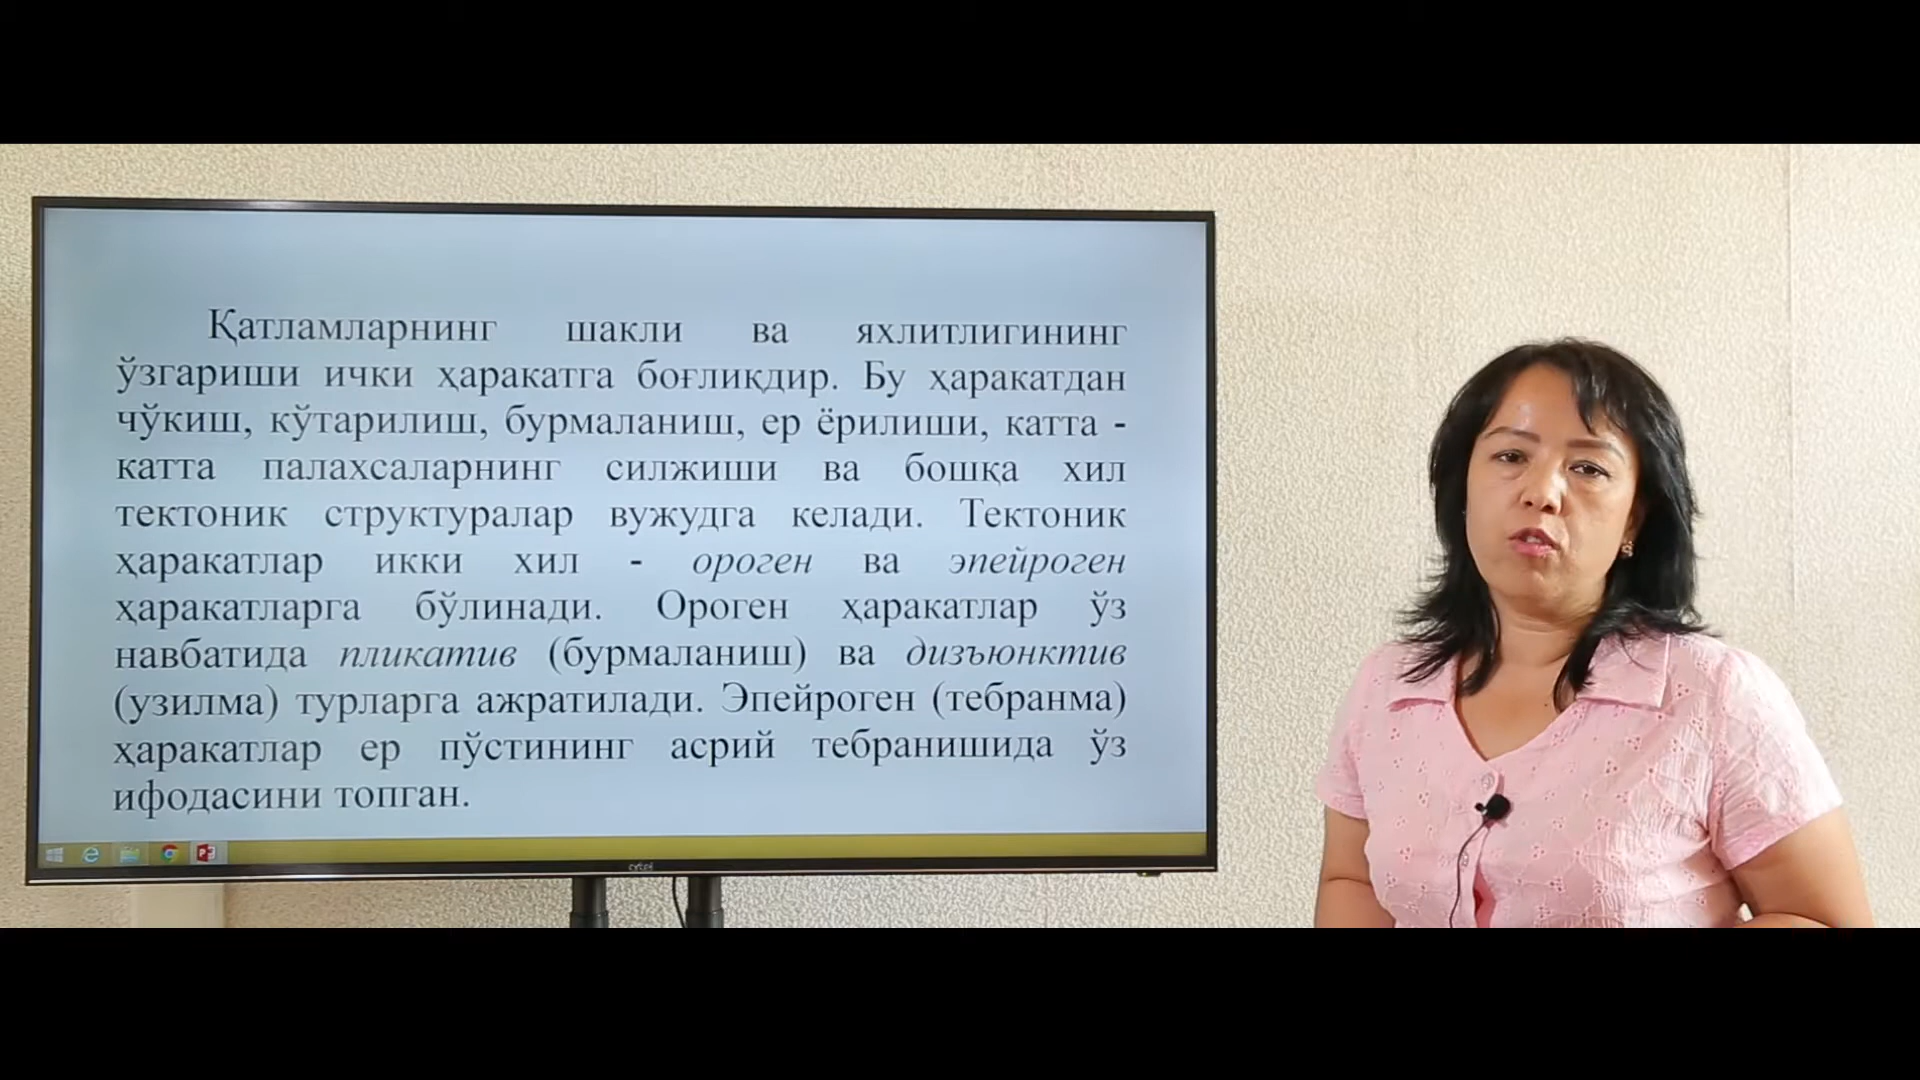 Қатламларнинг шакли ва яхлитлигининг
ўзгариши ички ҳаракатга боғлиқдир. Бу ҳаракатдан
чўкиш, кўтарилиш, бурмаланиш, ер ёрилиши, катта -
катта палахсаларнинг силжиши ва бошқа хил
тектоник структуралар вужудга келади. Тектоник
ҳаракатлар икки хил - ороген ва эпейроген
ҳаракатларга бўлинади. Ороген ҳаракатлар ўз
навбатида пликатив (бурмаланиш) ва дизъюнктив
(узилма) турларга ажратилади. Эпейроген (тебранма)
ҳаракатлар ер пўстининг асрий тебранишида ўз
ифодасини топган.